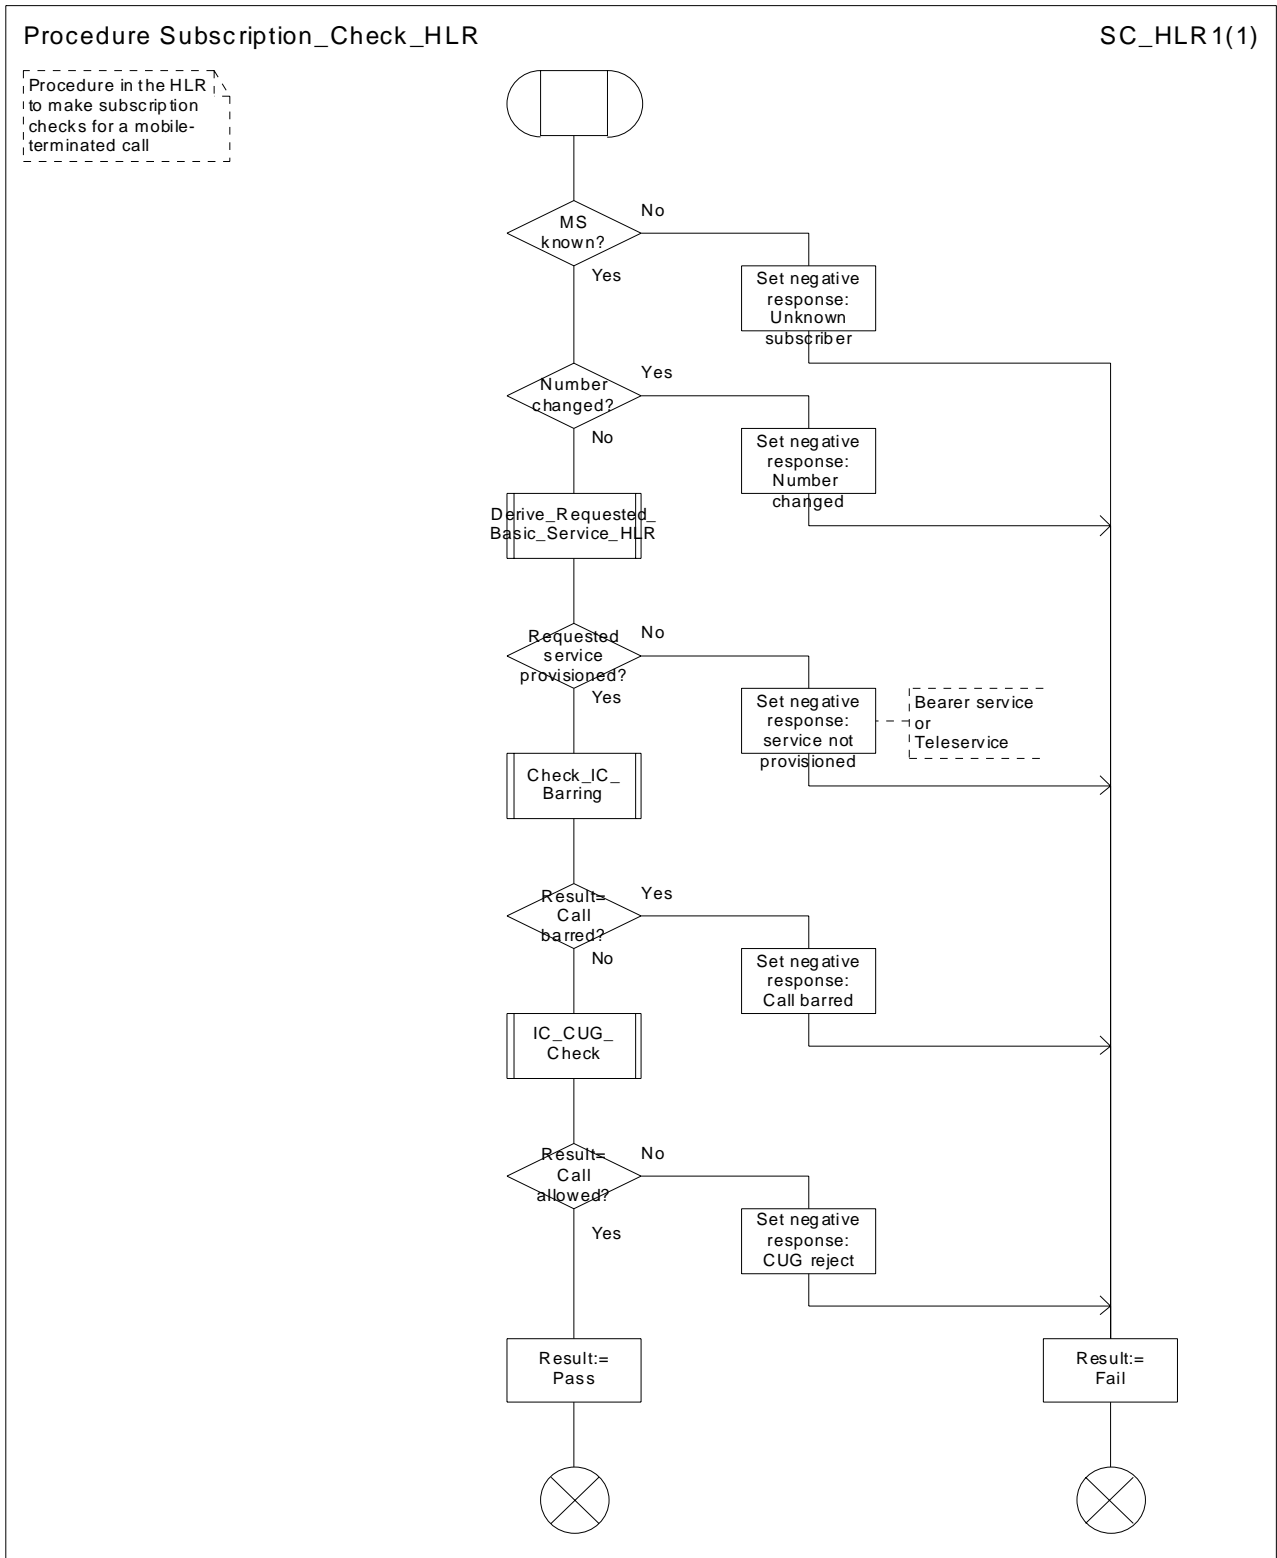 Procedure Subscription_Check_HLR
SC_HLR1(1)
Procedure in the HLR
to make subscription
checks for a mobile-
terminated call
MS
known?
No
Yes
Set negative
response:
Unknown
subscriber
Number
changed?
Yes
No
Set negative
response:
Number
changed
Derive_Requested_
Basic_Service_HLR
Requested
service
provisioned?
No
Yes
Set negative
response:
service not
provisioned
Bearer service
or
Teleservice
Check_IC_
Barring
Result=
Call
barred?
Yes
No
Set negative
response:
Call barred
IC_CUG_
Check
Result=
Call
allowed?
No
Yes
Set negative
response:
CUG reject
Result:=
Pass
Result:=
Fail